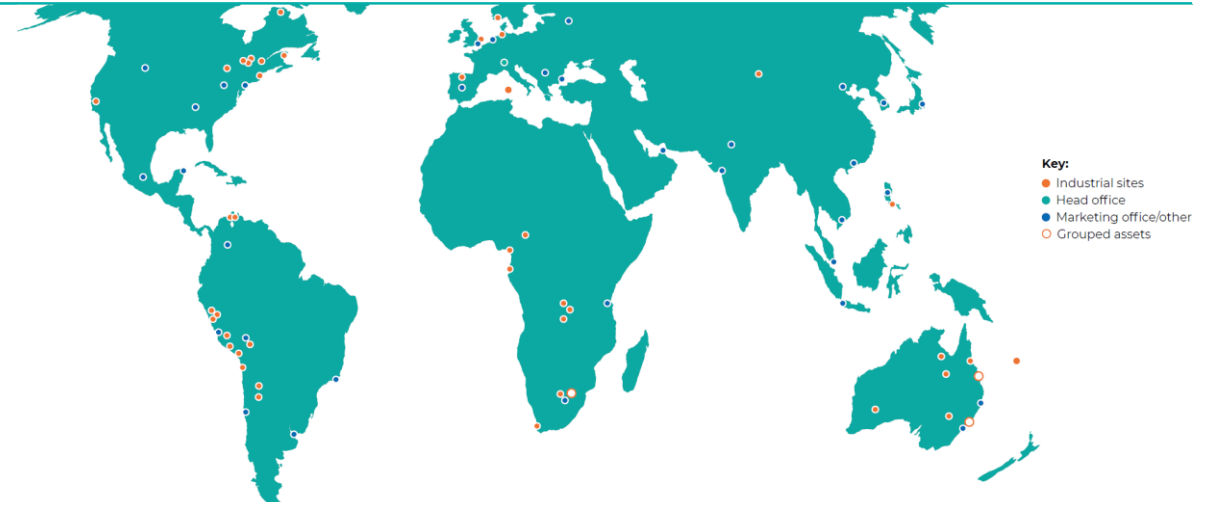 Key:
Industrial sites
Head office
Marketing office/other
Grouped assets